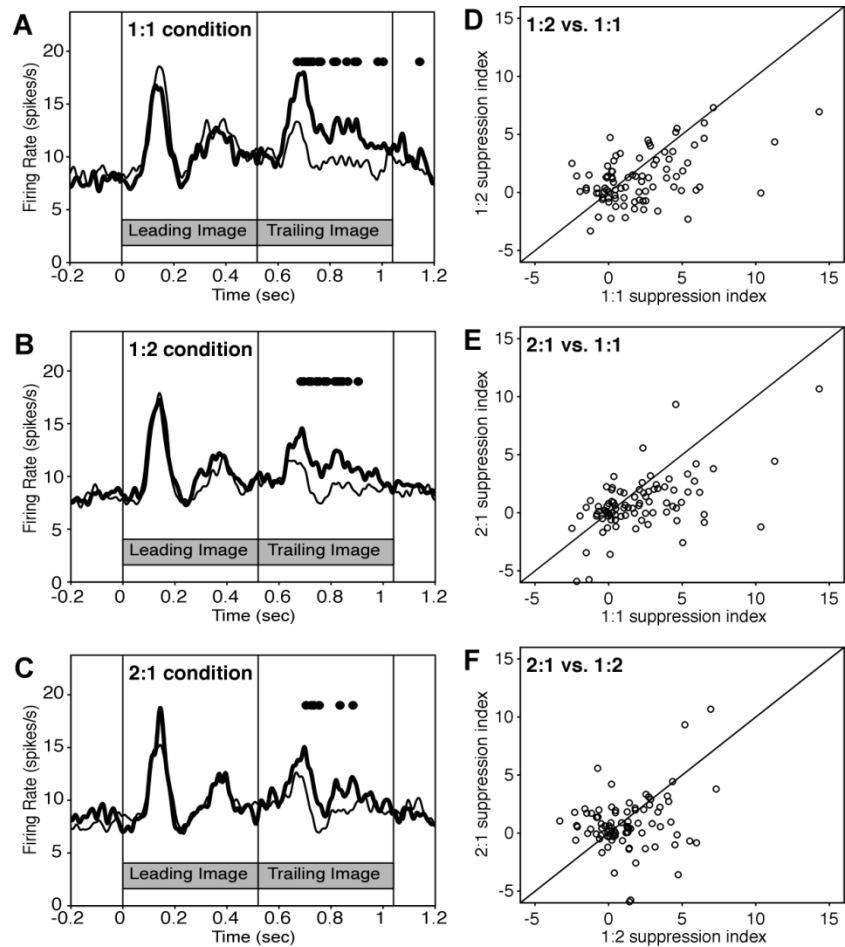 A
1:1 condition
20
15
10
5
0
Firing Rate (spikes/s)
Leading Image Trailing Image
-0.2 0 0.2 0.4 0.6 0.8 1 1.2
Time (sec)
B
1:2 condition
20
15
10
5
0
Firing Rate (spikes/s)
Leading Image Trailing Image
-0.2 0 0.2 0.4 0.6 0.8 1 1.2
Time (sec)
C
2:1 condition
20
15
10
5
0
Firing Rate (spikes/s)
Leading Image Trailing Image
-0.2 0 0.2 0.4 0.6 0.8 1 1.2
Time (sec)
D
1:2 vs. 1:1
15
10
5
0
-5
1:2 suppression index
-5 0 5 10 15
1:1 suppression index
E
2:1 vs. 1:1
15
10
5
0
-5
2:1 suppression index
-5 0 5 10 15
1:1 suppression index
F
2:1 vs. 1:2
15
10
5
0
-5
2:1 suppression index
-5 0 5 10 15
1:2 suppression index